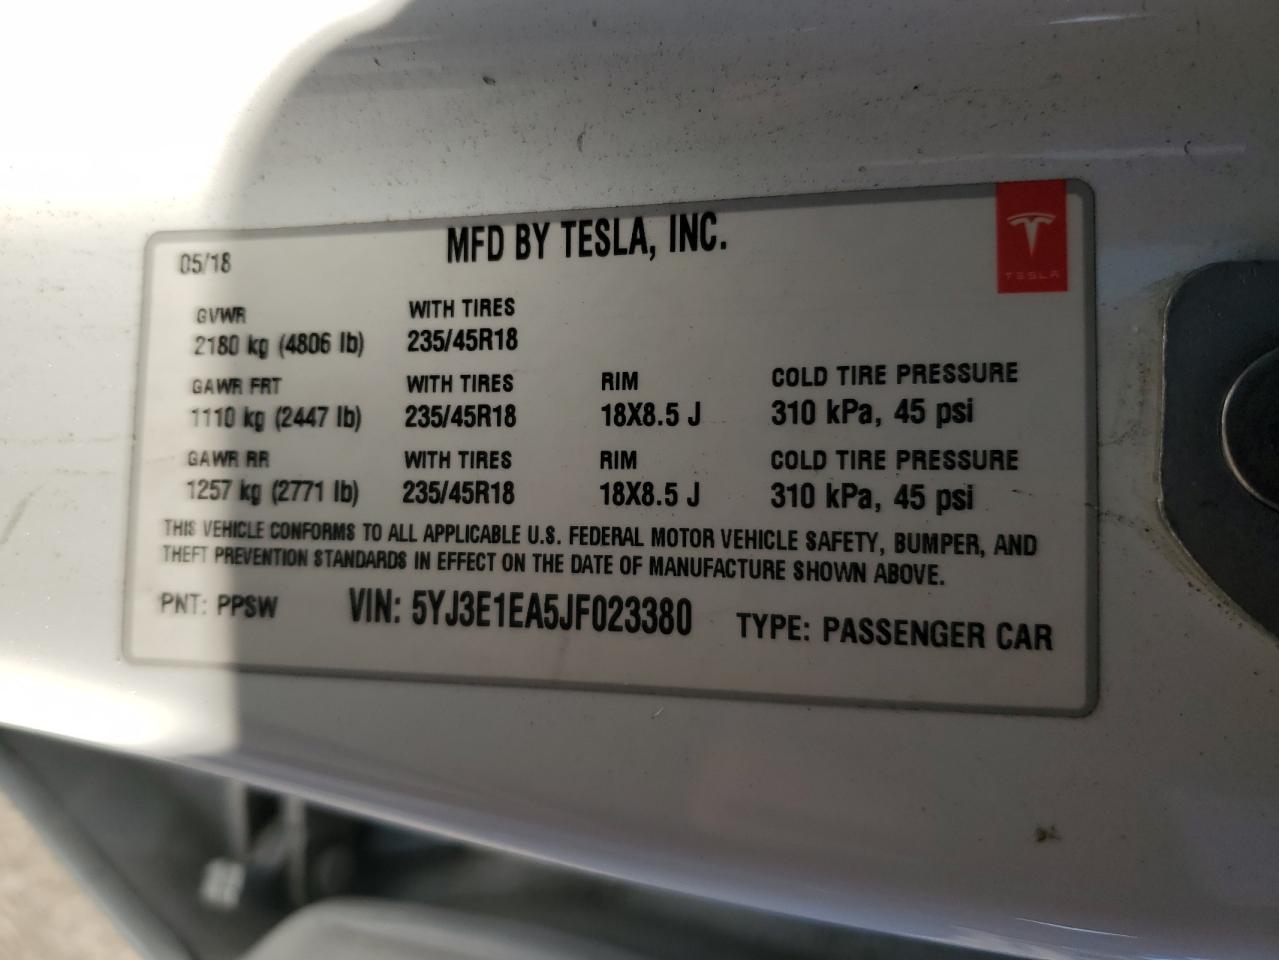 05/18
MFD BY TESLA, INC.
TESLA
GVWR WITH TIRES
2180 kg (4806 lb) 235/45R18
GAWR FRT WITH TIRES RIM COLD TIRE PRESSURE
1110 kg (2447 lb) 235/45R18 18X8.5 J 310 kPa, 45 psi
GAWR RR WITH TIRES RIM COLD TIRE PRESSURE
1257 kg (2771 lb) 235/45R18 18X8.5 J 310 kPa, 45 psi
THIS VEHICLE CONFORMS TO ALL APPLICABLE U.S. FEDERAL MOTOR VEHICLE SAFETY, BUMPER, AND
THEFT PREVENTION STANDARDS IN EFFECT ON THE DATE OF MANUFACTURE SHOWN ABOVE.
PNT: PPSW VIN: 5YJ3E1EA5JF023380 TYPE: PASSENGER CAR